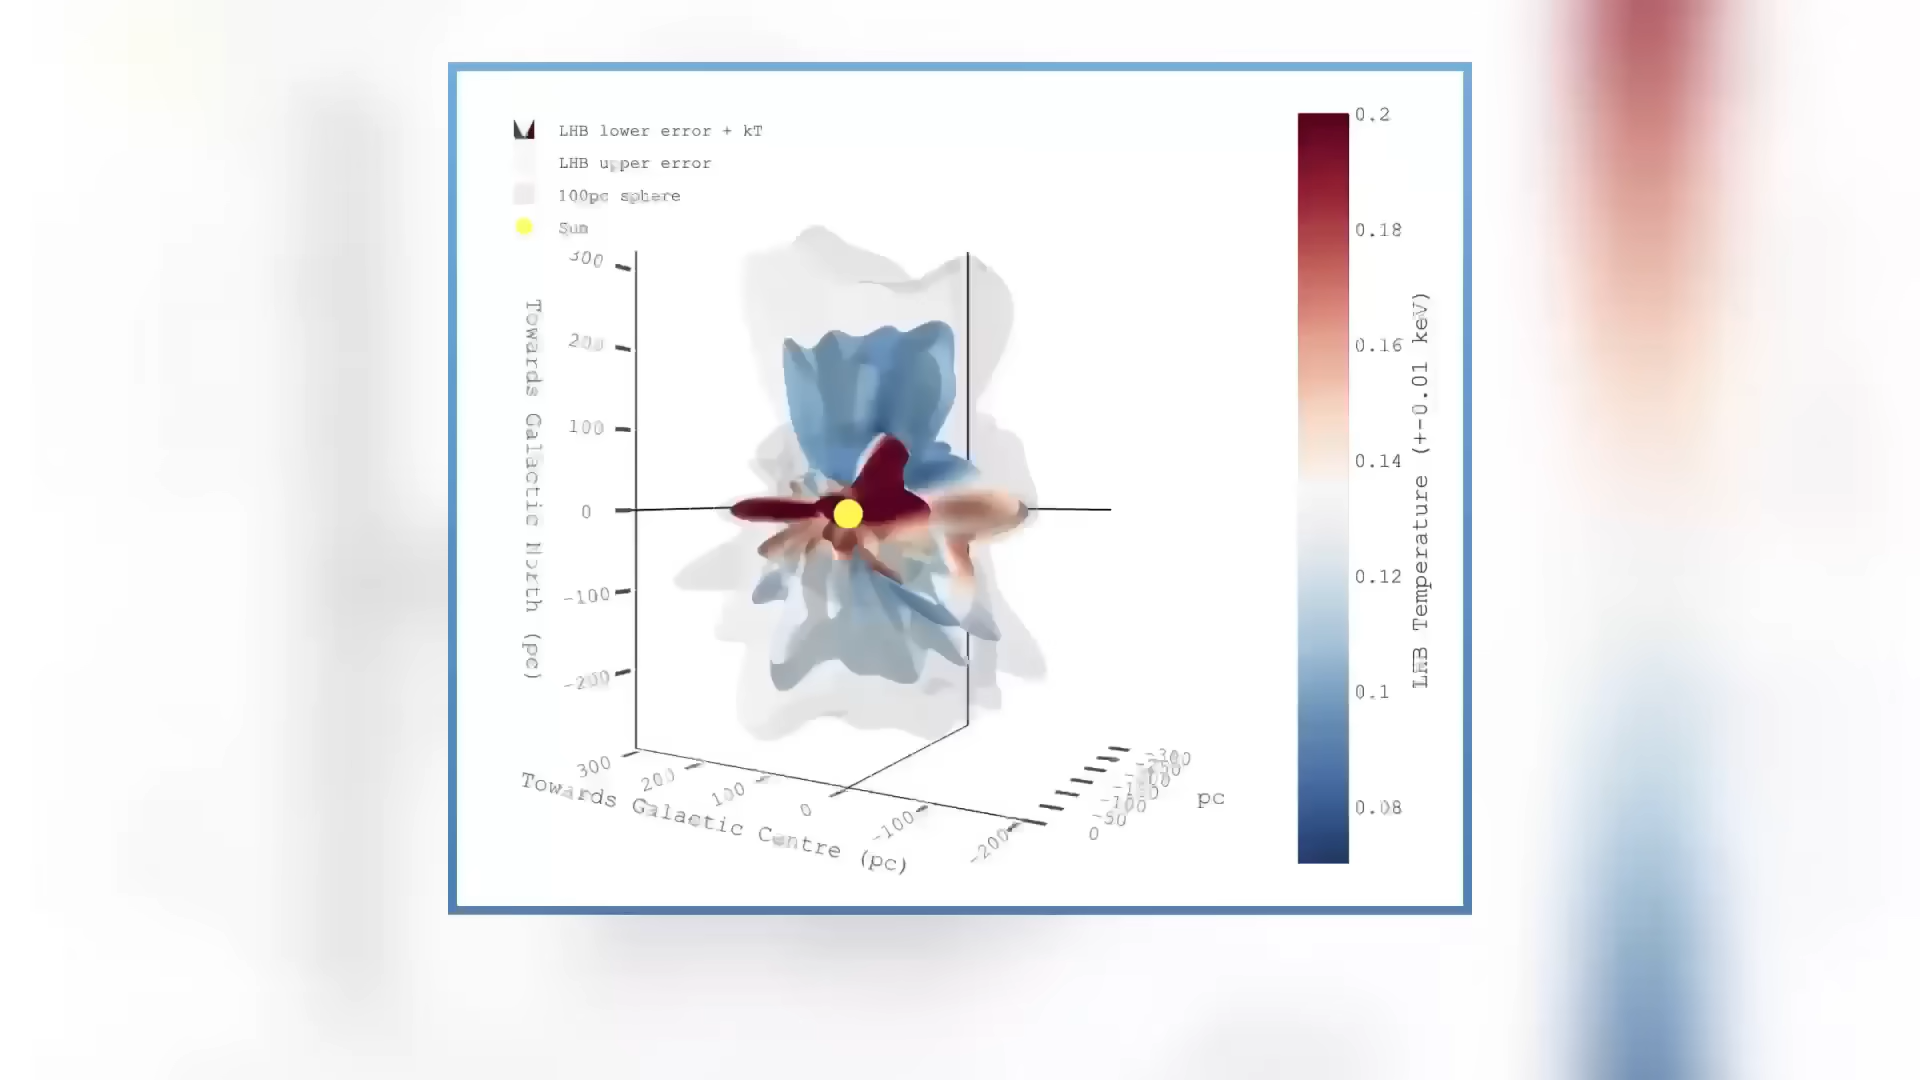 LHB lower error + kT
LHB upper error
100pc sphere
Sun
300
200
100
0
-100
-200
Towards Galactic North (pc)
300
200
100
0
-100
-200
Towards Galactic Centre (pc)
-300
-100
-50
0
pc
0.2
0.18
0.16
0.14
0.12
0.1
0.08
LHB Temperature (+-0.01 keV)